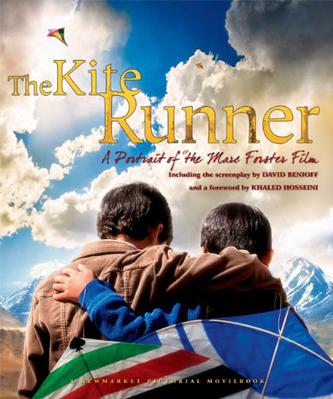 The Kite
Runner
A Portrait of the Marc Forster Film
Including the screenplay by DAVID BENIOFF
and a foreword by KHALED HOSSEINI
A NEWMARKET PICTORIAL MOVIEBOOK